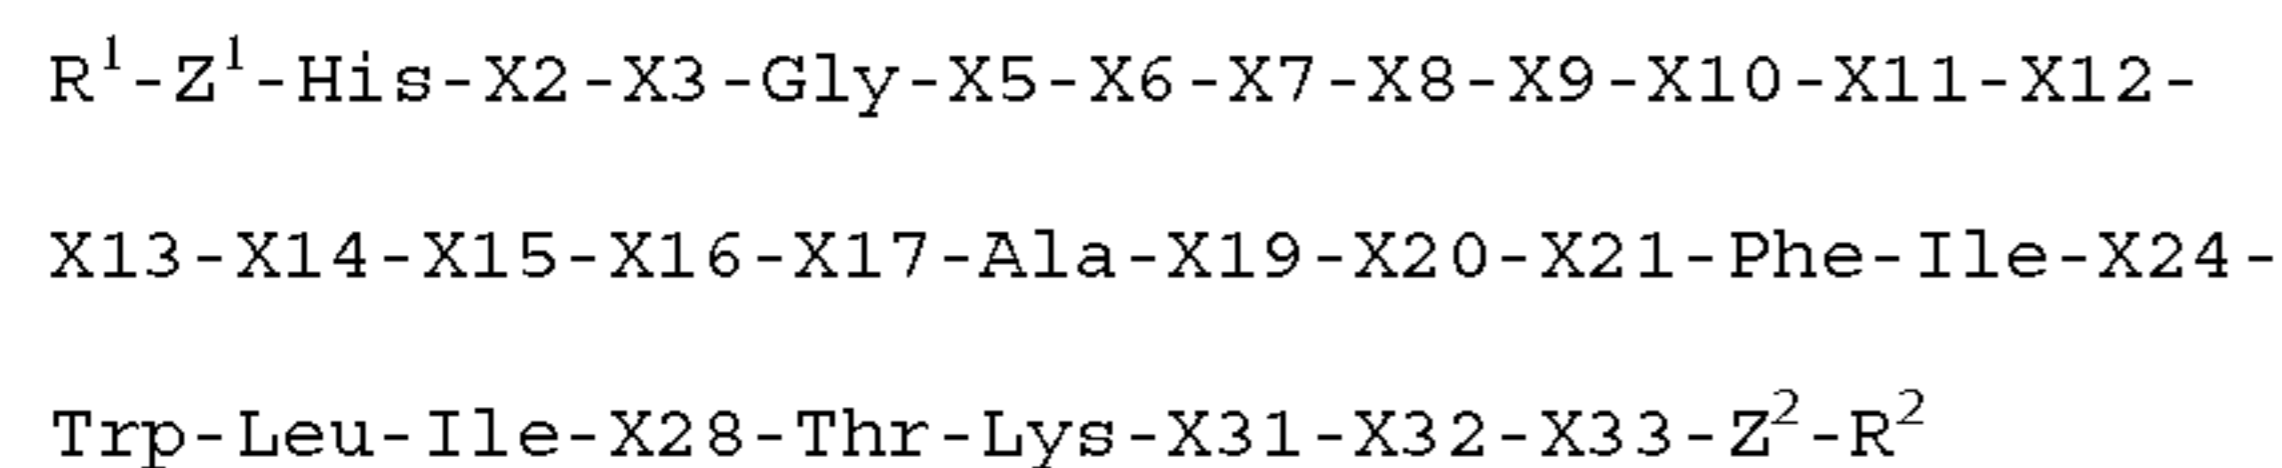 R¹-Z¹-His-X2-X3-Gly-X5-X6-X7-X8-X9-X10-X11-X12-
X13-X14-X15-X16-X17-Ala-X19-X20-X21-Phe-Ile-X24-
Trp-Leu-Ile-X28-Thr-Lys-X31-X32-X33-Z²-R²